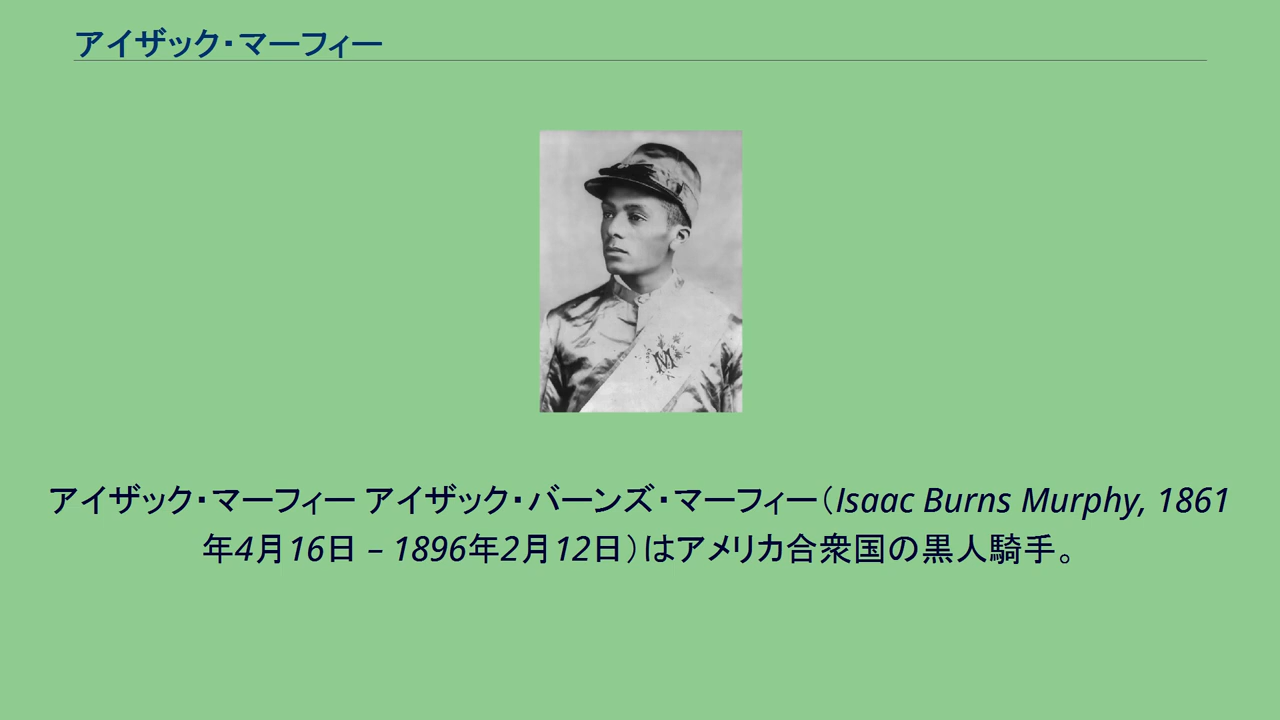 アイザック・マーフィー
M
アイザック・マーフィー アイザック・バーンズ・マーフィー（Isaac Burns Murphy, 1861
年4月16日 – 1896年2月12日）はアメリカ合衆国の黒人騎手。